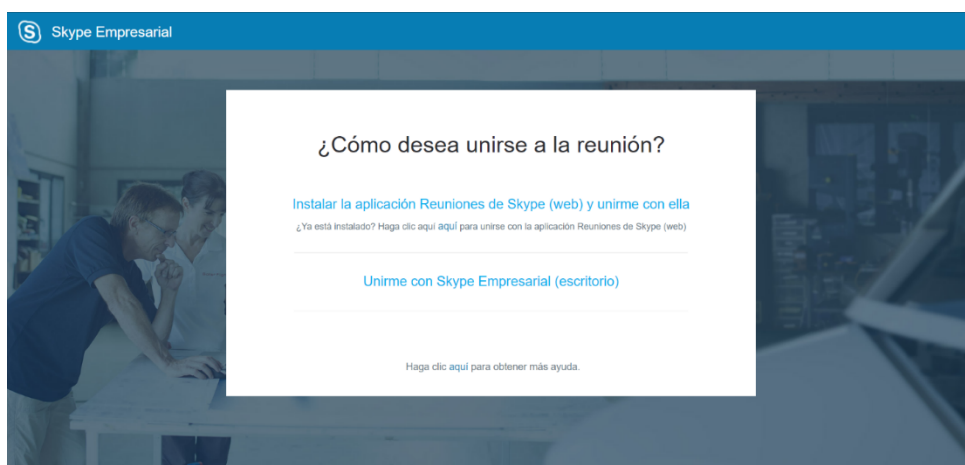 Skype Empresarial
¿Cómo desea unirse a la reunión?
Instalar la aplicación Reuniones de Skype (web) y unirme con ella
¿Ya está instalado? Haga clic aquí aquí para unirse con la aplicación Reuniones de Skype (web)
Unirme con Skype Empresarial (escritorio)
Haga clic aquí para obtener más ayuda.